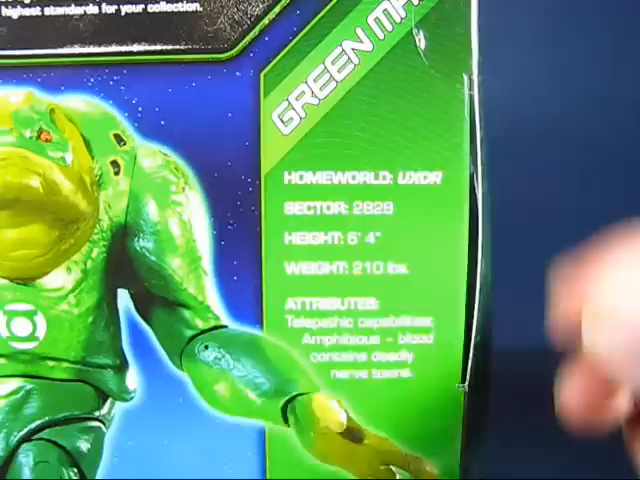 highest standards for your collection.
GREEN MA
HOMEWORLD: UXOR
SECTOR: 2828
HEIGHT: 6' 4"
WEIGHT: 210 lbs.
ATTRIBUTES:
Telepathic capabilities;
Amphibious - blood
contains deadly
nerve toxins.